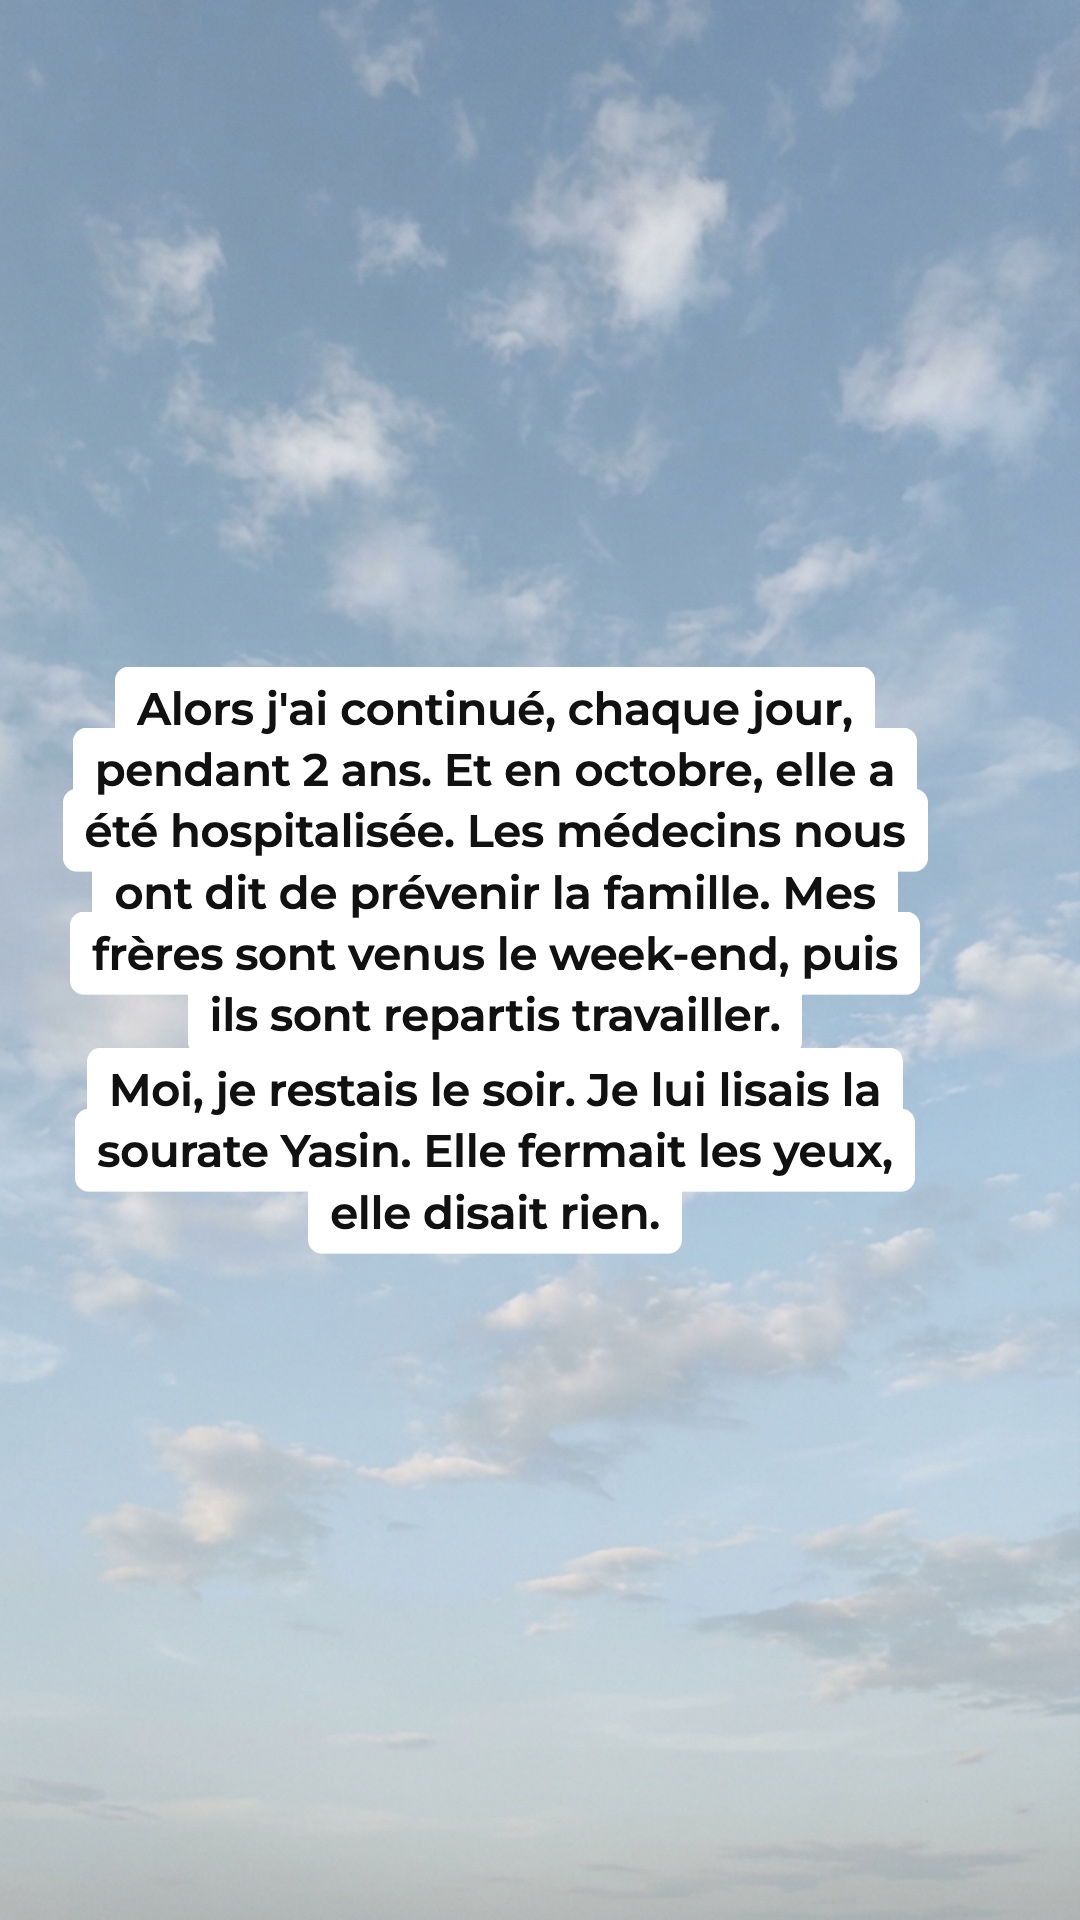 Alors j'ai continué, chaque jour,
pendant 2 ans. Et en octobre, elle a
été hospitalisée. Les médecins nous
ont dit de prévenir la famille. Mes
frères sont venus le week-end, puis
ils sont repartis travailler.
Moi, je restais le soir. Je lui lisais la
sourate Yasin. Elle fermait les yeux,
elle disait rien.